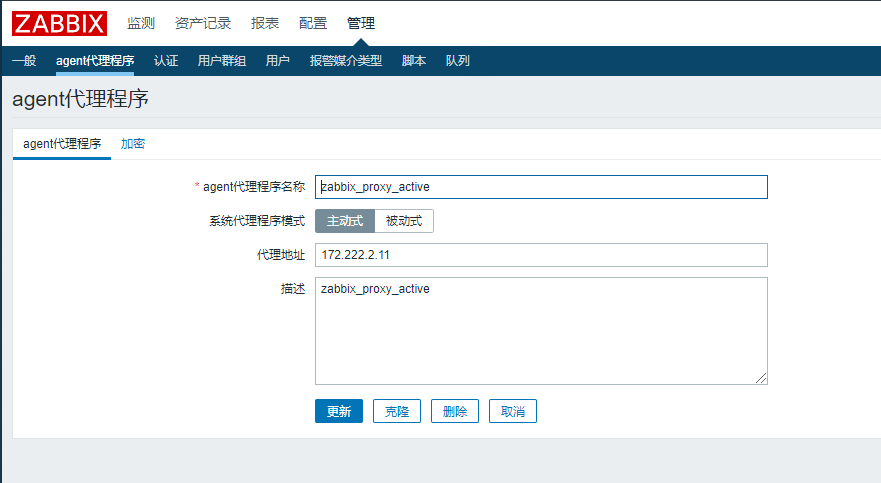 ZABBIX 监测 资产记录 报表 配置 管理
一般 agent代理程序 认证 用户群组 用户 报警媒介类型 脚本 队列
agent代理程序
agent代理程序 加密
* agent代理程序名称 zabbix_proxy_active
系统代理程序模式 主动式 被动式
代理地址 172.222.2.11
描述 zabbix_proxy_active
更新 克隆 删除 取消